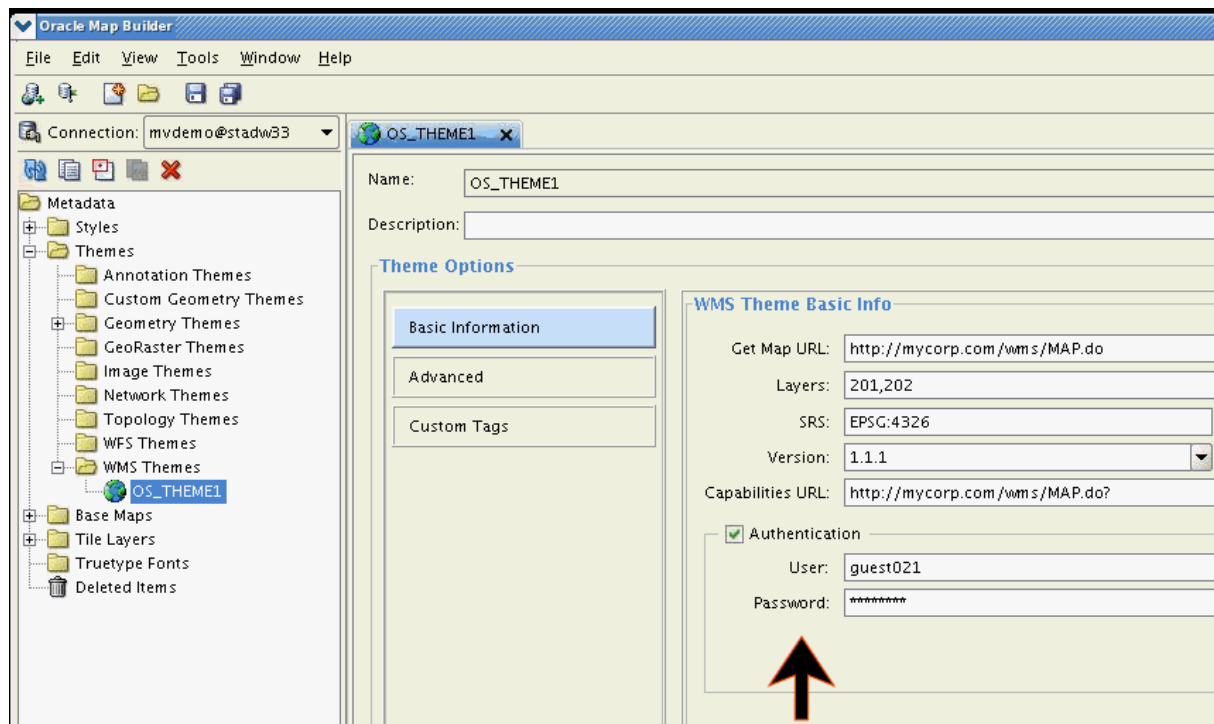 Oracle Map Builder
File Edit View Tools Window Help
Connection: mvdemo@stadw33
OS_THEME1
Metadata
Styles
Themes
Annotation Themes
Custom Geometry Themes
Geometry Themes
GeoRaster Themes
Image Themes
Network Themes
Topology Themes
WFS Themes
WMS Themes
OS_THEME1
Base Maps
Tile Layers
Truetype Fonts
Deleted Items
Name: OS_THEME1
Description:
Theme Options
Basic Information
Advanced
Custom Tags
WMS Theme Basic Info
Get Map URL: http://mycorp.com/wms/MAP.do
Layers: 201,202
SRS: EPSG:4326
Version: 1.1.1
Capabilities URL: http://mycorp.com/wms/MAP.do?
Authentication
User: guest021
Password: ********